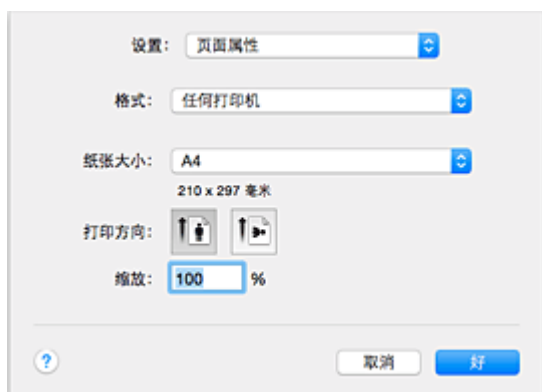 设置： 页面属性
格式： 任何打印机
纸张大小： A4
210 x 297 毫米
打印方向：
缩放： 100 %
? 取消 好